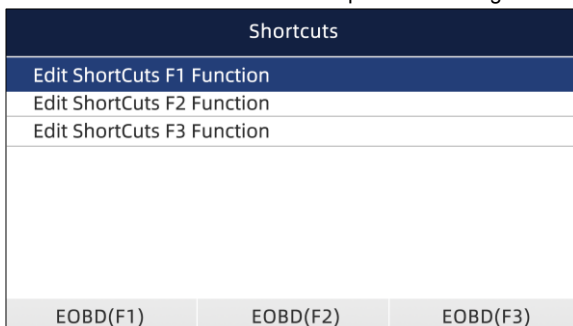 Shortcuts
Edit ShortCuts F1 Function
Edit ShortCuts F2 Function
Edit ShortCuts F3 Function
EOBD(F1) EOBD(F2) EOBD(F3)